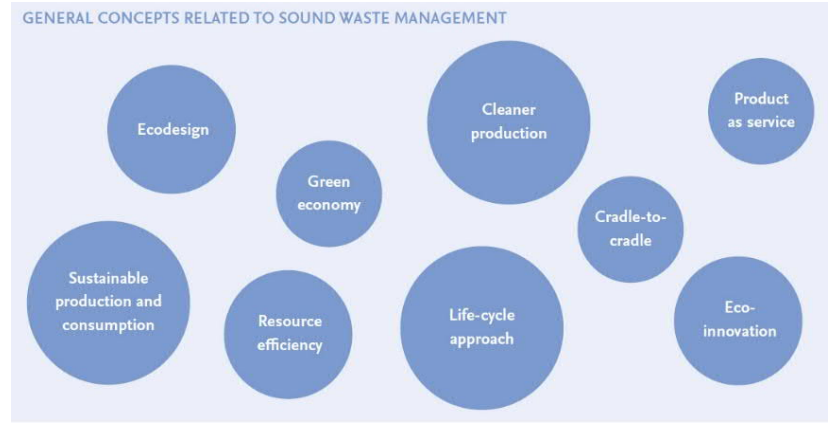 GENERAL CONCEPTS RELATED TO SOUND WASTE MANAGEMENT
Ecodesign
Green
economy
Cleaner
production
Product
as service
Cradle-to-
cradle
Sustainable
production and
consumption
Resource
efficiency
Life-cycle
approach
Eco-
innovation